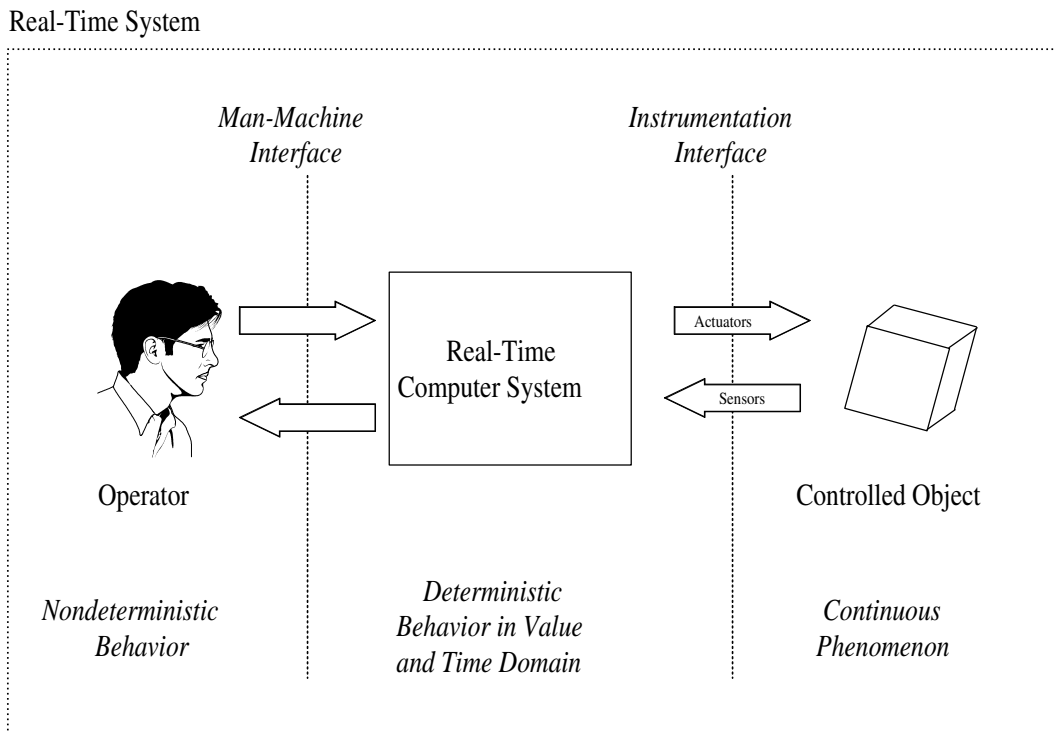 Real-Time System
Man-Machine
Interface
Instrumentation
Interface
Real-Time
Computer System
Actuators
Sensors
Operator
Controlled Object
Nondeterministic
Behavior
Deterministic
Behavior in Value
and Time Domain
Continuous
Phenomenon